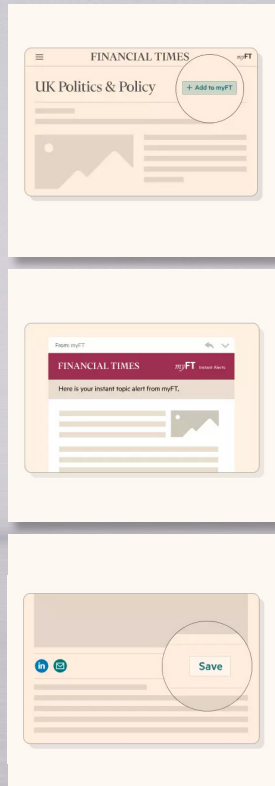 FINANCIAL TIMES
myFT
UK Politics & Policy
+ Add to myFT
From: myFT
FINANCIAL TIMES
myFT Instant Alerts
Here is your instant topic alert from myFT.
in
Save